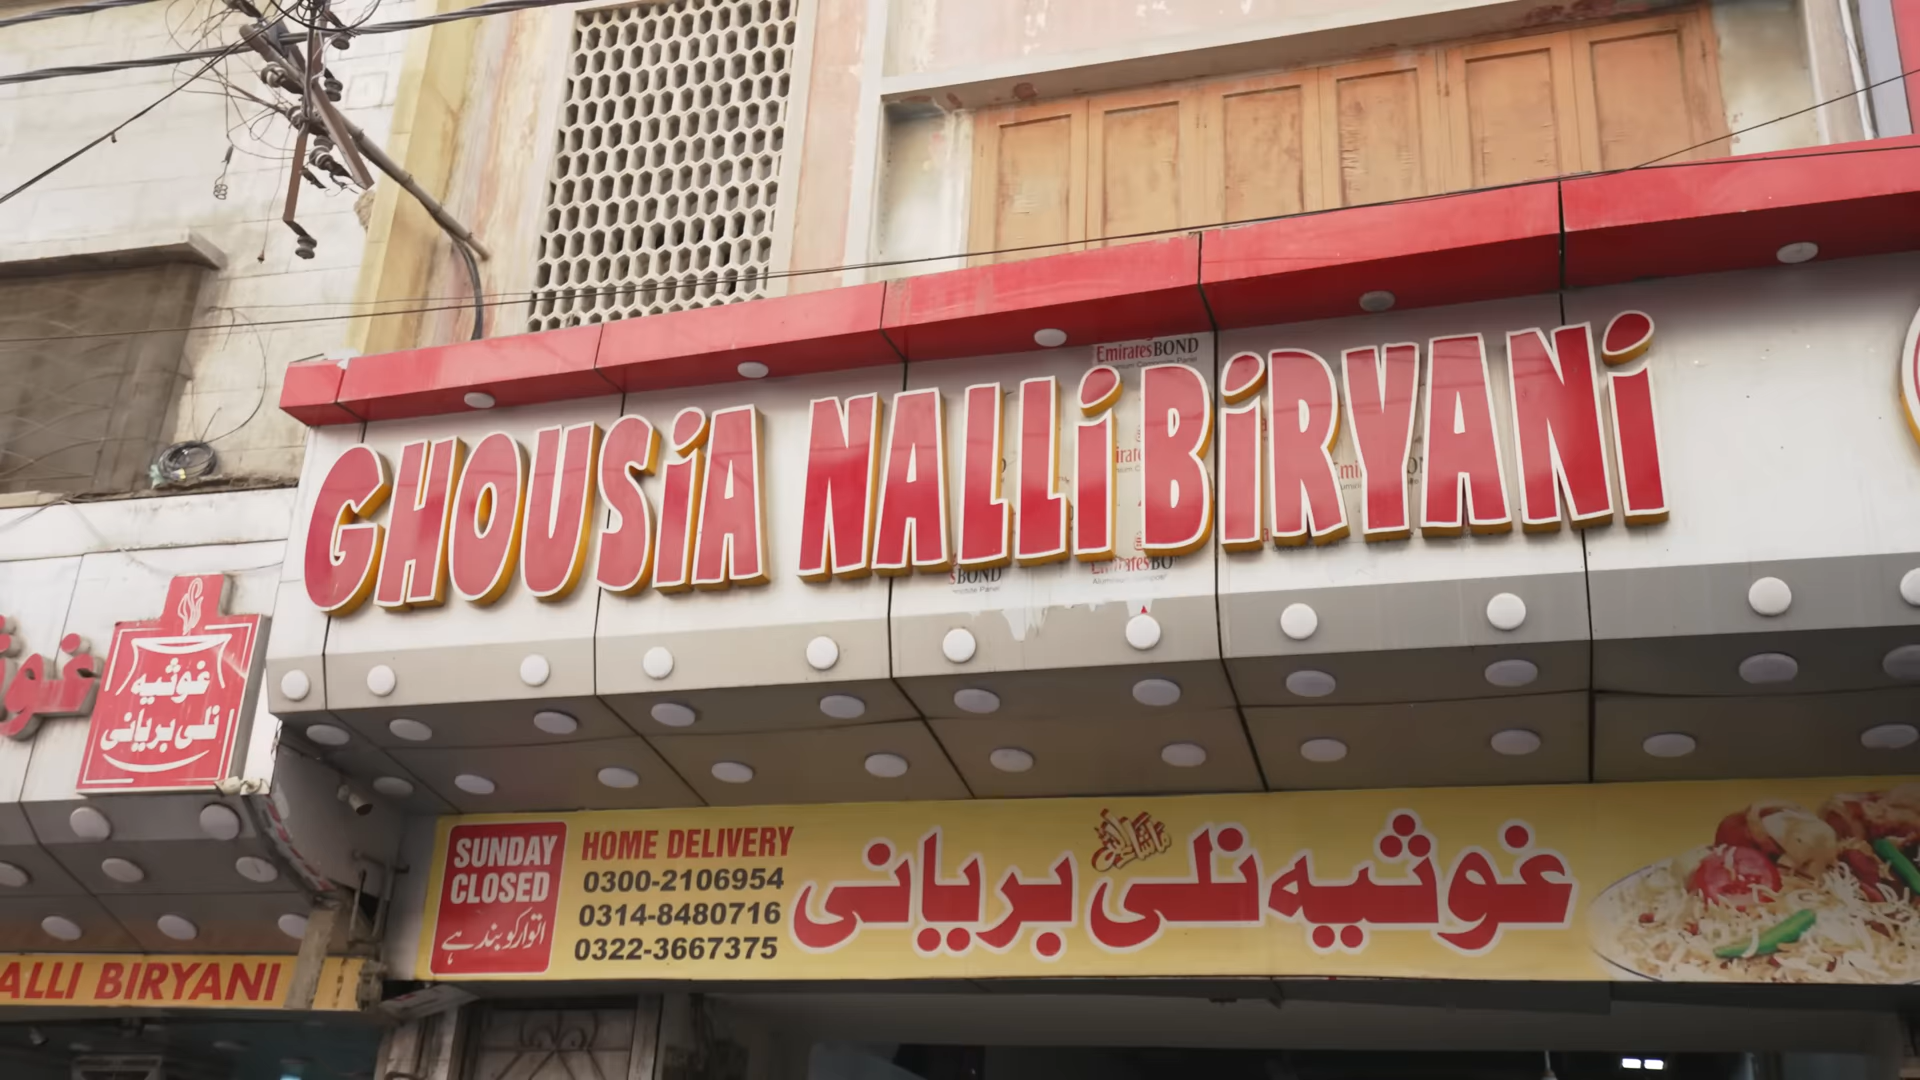 GHOUSIA NALLI BIRYANI
EmiratesBOND
غوثیہ
نلی بریانی
SUNDAY
CLOSED
اتوار کو بند ہے
HOME DELIVERY
0300-2106954
0314-8480716
0322-3667375
غوثیہ نلی بریانی
ALLI BIRYANI